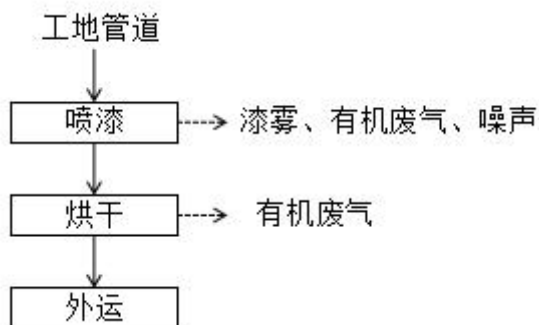 工地管道
喷漆
漆雾、有机废气、噪声
烘干
有机废气
外运